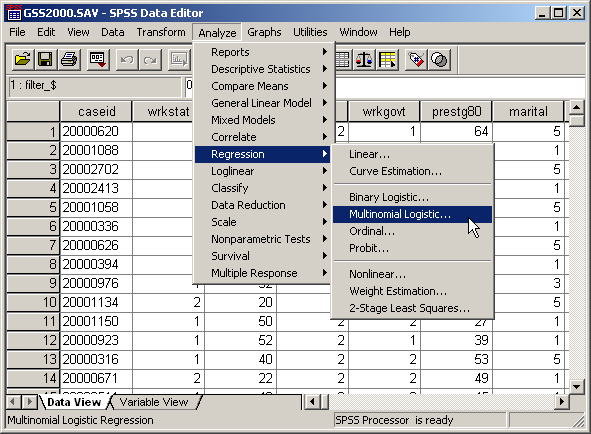 GSS2000.SAV - SPSS Data Editor
File Edit View Data Transform Analyze Graphs Utilities Window Help
1 : filter_$ 0
caseid wrkstat wrkgovt prestg80 marital
Reports
Descriptive Statistics
Compare Means
General Linear Model
Mixed Models
Correlate
Regression
Loglinear
Classify
Data Reduction
Scale
Nonparametric Tests
Survival
Multiple Response
Linear...
Curve Estimation...
Binary Logistic...
Multinomial Logistic...
Ordinal...
Probit...
Nonlinear...
Weight Estimation...
2-Stage Least Squares...
1 20000620 2 1 64 5
2 20001088 5
3 20002702 5
4 20002413 5
5 20001058 5
6 20000336 1
7 20000626 5
8 20000394 1
9 20000976 1 3
10 20001134 2 20 5
11 20001150 1 50 2 2 27 1
12 20000923 1 52 2 1 39 1
13 20000316 1 40 2 2 53 5
14 20000671 2 22 2 2 49 1
Data View Variable View
Multinomial Logistic Regression SPSS Processor is ready